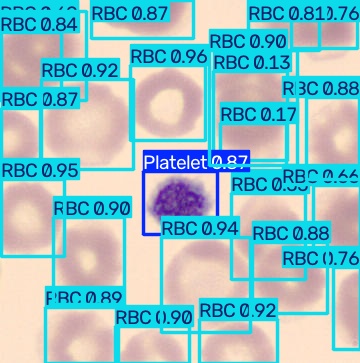 RBC 0.87
RBC 0.81
0.76
RBC 0.84
RBC 0.90
RBC 0.96
RBC 0.13
RBC 0.92
RBC 0.88
RBC 0.87
RBC 0.17
Platelet 0.87
RBC 0.95
RBC 0.66
RBC 0.90
RBC 0.94
RBC 0.88
RBC 0.76
RBC 0.89
RBC 0.90
RBC 0.92